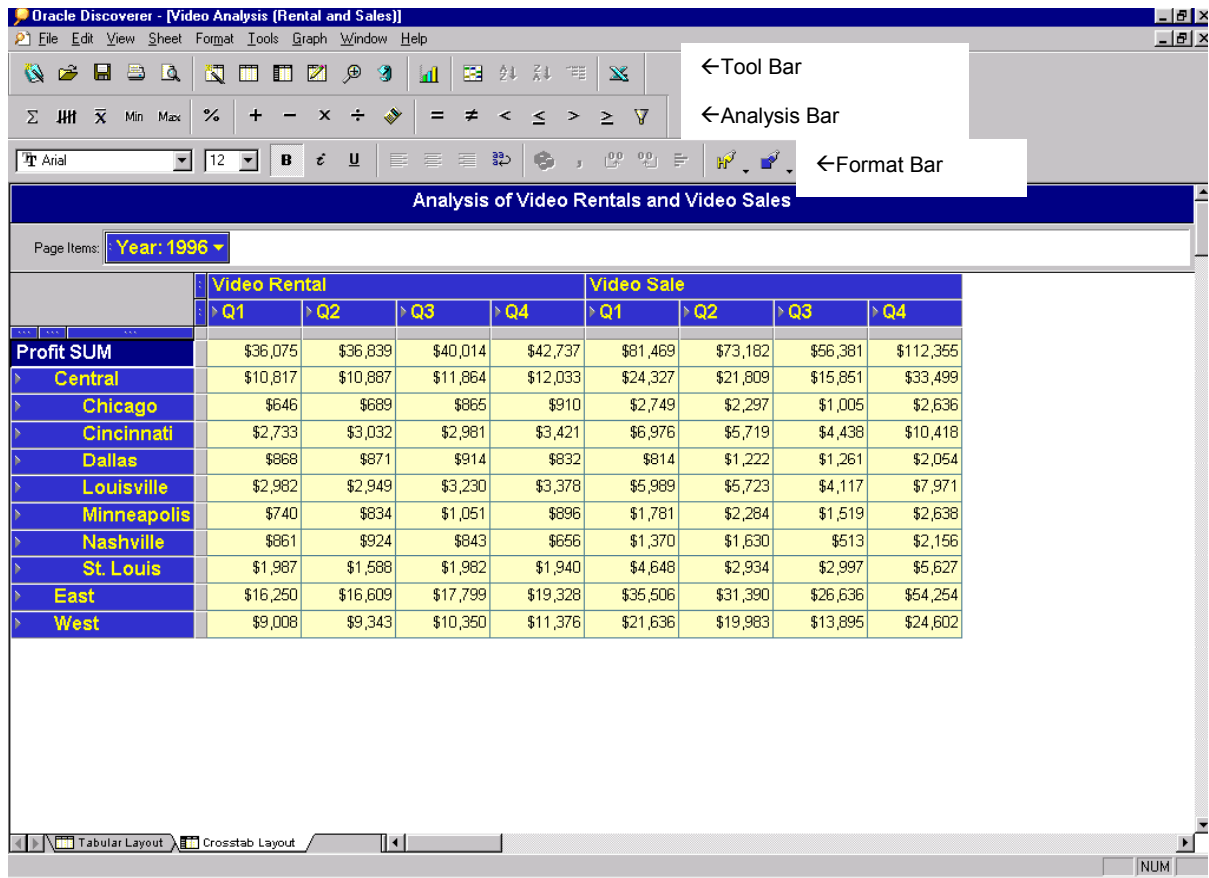 Oracle Discoverer - [Video Analysis (Rental and Sales)]
File Edit View Sheet Format Tools Graph Window Help
←Tool Bar
Σ X Min Max % + − × ÷ = ≠ < ≤ > ≥
←Analysis Bar
Arial 12 B i U
←Format Bar
Analysis of Video Rentals and Video Sales
Page Items: Year: 1996
Video Rental Video Sale
Q1 Q2 Q3 Q4 Q1 Q2 Q3 Q4
Profit SUM $36,075 $36,839 $40,014 $42,737 $81,469 $73,182 $56,381 $112,355
Central $10,817 $10,887 $11,864 $12,033 $24,327 $21,809 $15,851 $33,499
Chicago $646 $689 $865 $910 $2,749 $2,297 $1,005 $2,636
Cincinnati $2,733 $3,032 $2,981 $3,421 $6,976 $5,719 $4,438 $10,418
Dallas $868 $871 $914 $832 $814 $1,222 $1,261 $2,054
Louisville $2,982 $2,949 $3,230 $3,378 $5,989 $5,723 $4,117 $7,971
Minneapolis $740 $834 $1,051 $896 $1,781 $2,284 $1,519 $2,638
Nashville $861 $924 $843 $656 $1,370 $1,630 $513 $2,156
St. Louis $1,987 $1,588 $1,982 $1,940 $4,648 $2,934 $2,997 $5,627
East $16,250 $16,609 $17,799 $19,328 $35,506 $31,390 $26,636 $54,254
West $9,008 $9,343 $10,350 $11,376 $21,636 $19,983 $13,895 $24,602
Tabular Layout Crosstab Layout
NUM